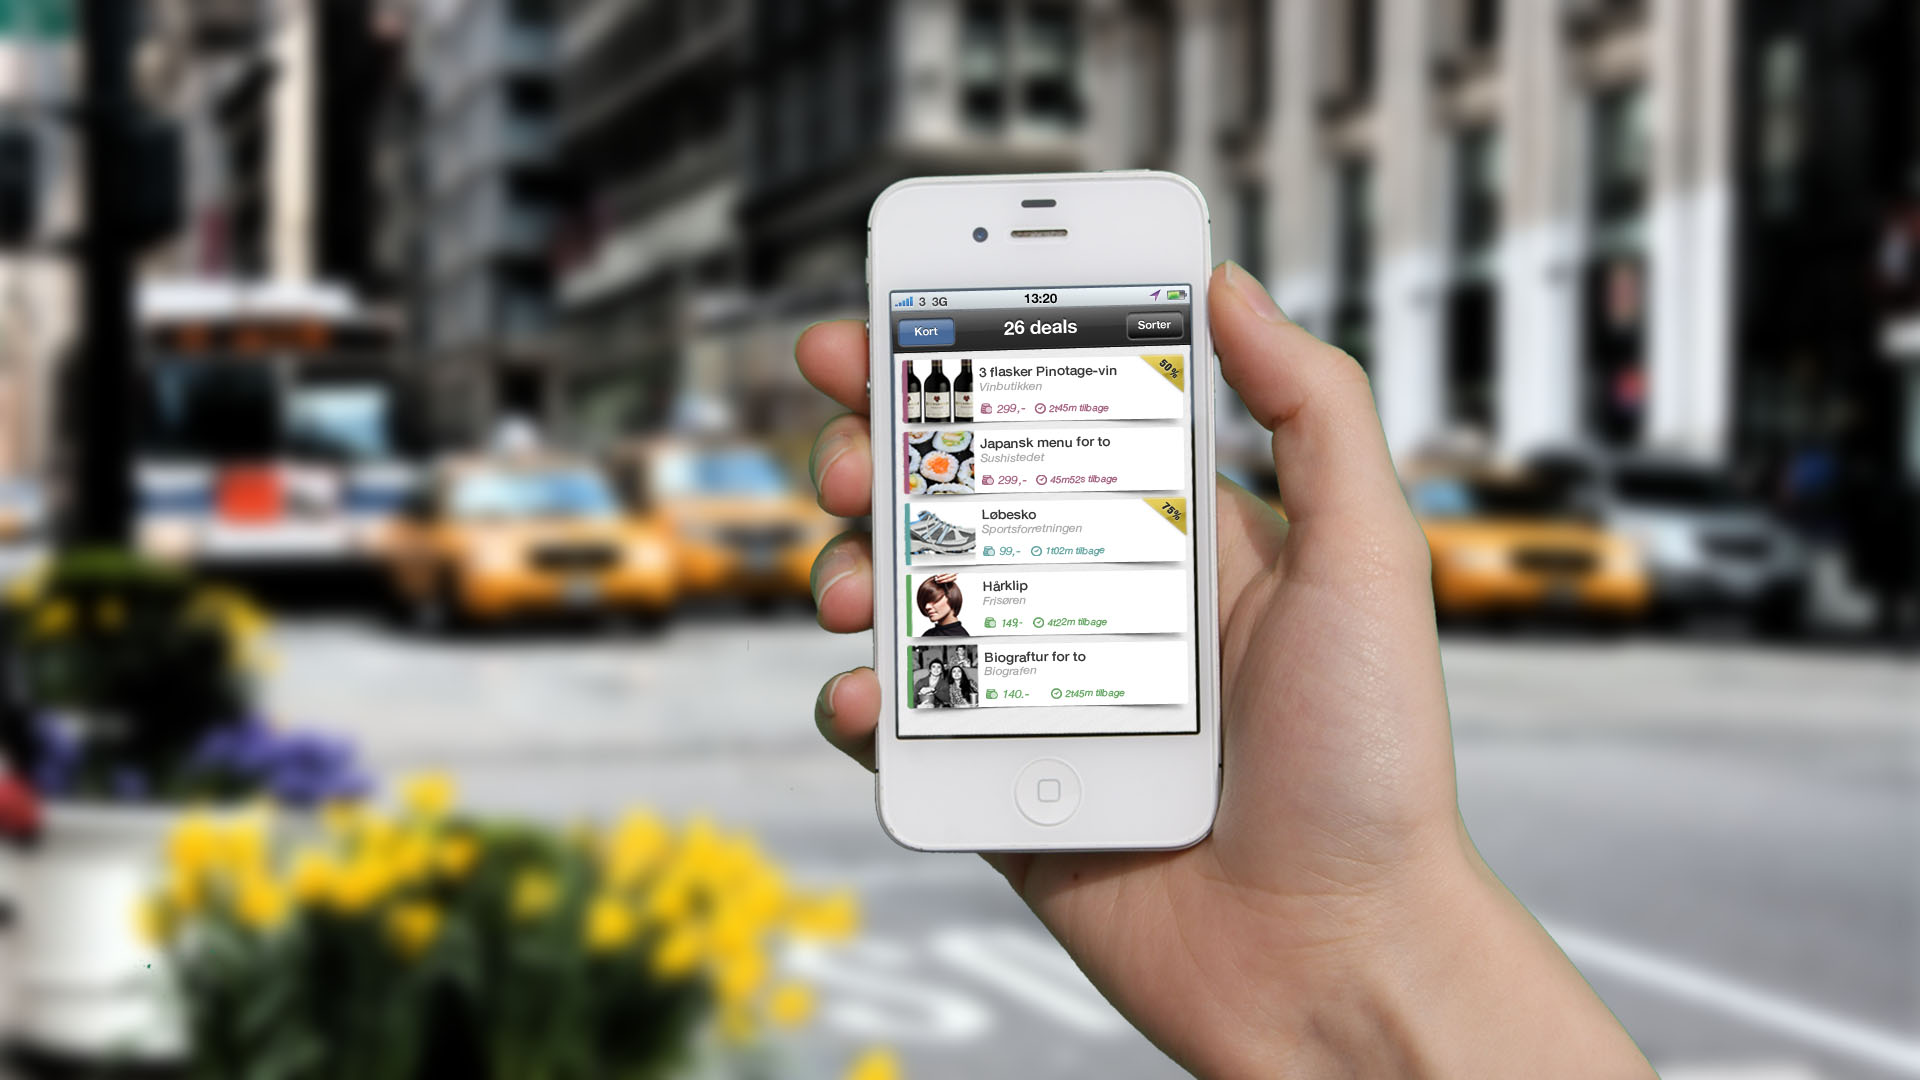 3 3G 13:20
Kort 26 deals Sorter
3 flasker Pinotage-vin
50%
Vinbutikken
299,- 2t45m tilbage
Japansk menu for to
Sushistedet
299,- 45m52s tilbage
Løbesko
75%
Sportsforretningen
99,- 1t02m tilbage
Hårklip
Frisøren
149- 4t22m tilbage
Biograftur for to
Biografen
140.- 2t45m tilbage